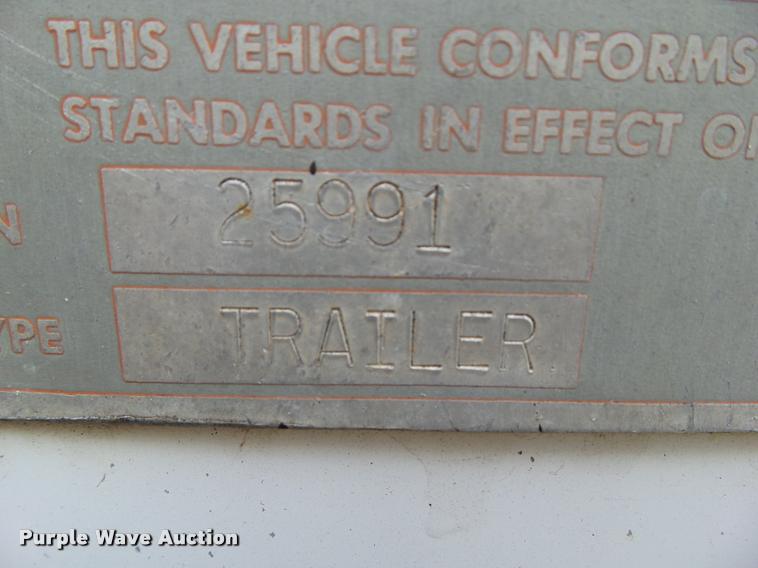 THIS VEHICLE CONFORMS
STANDARDS IN EFFECT O
N 25991
YPE TRAILER
Purple Wave Auction